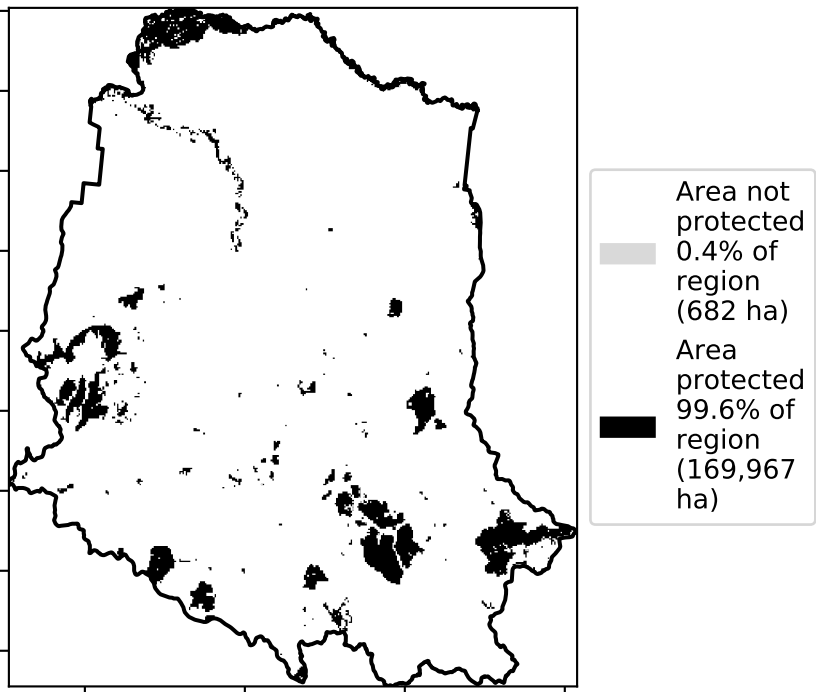 Area not
protected
0.4% of
region
(682 ha)
Area
protected
99.6% of
region
(169,967
ha)